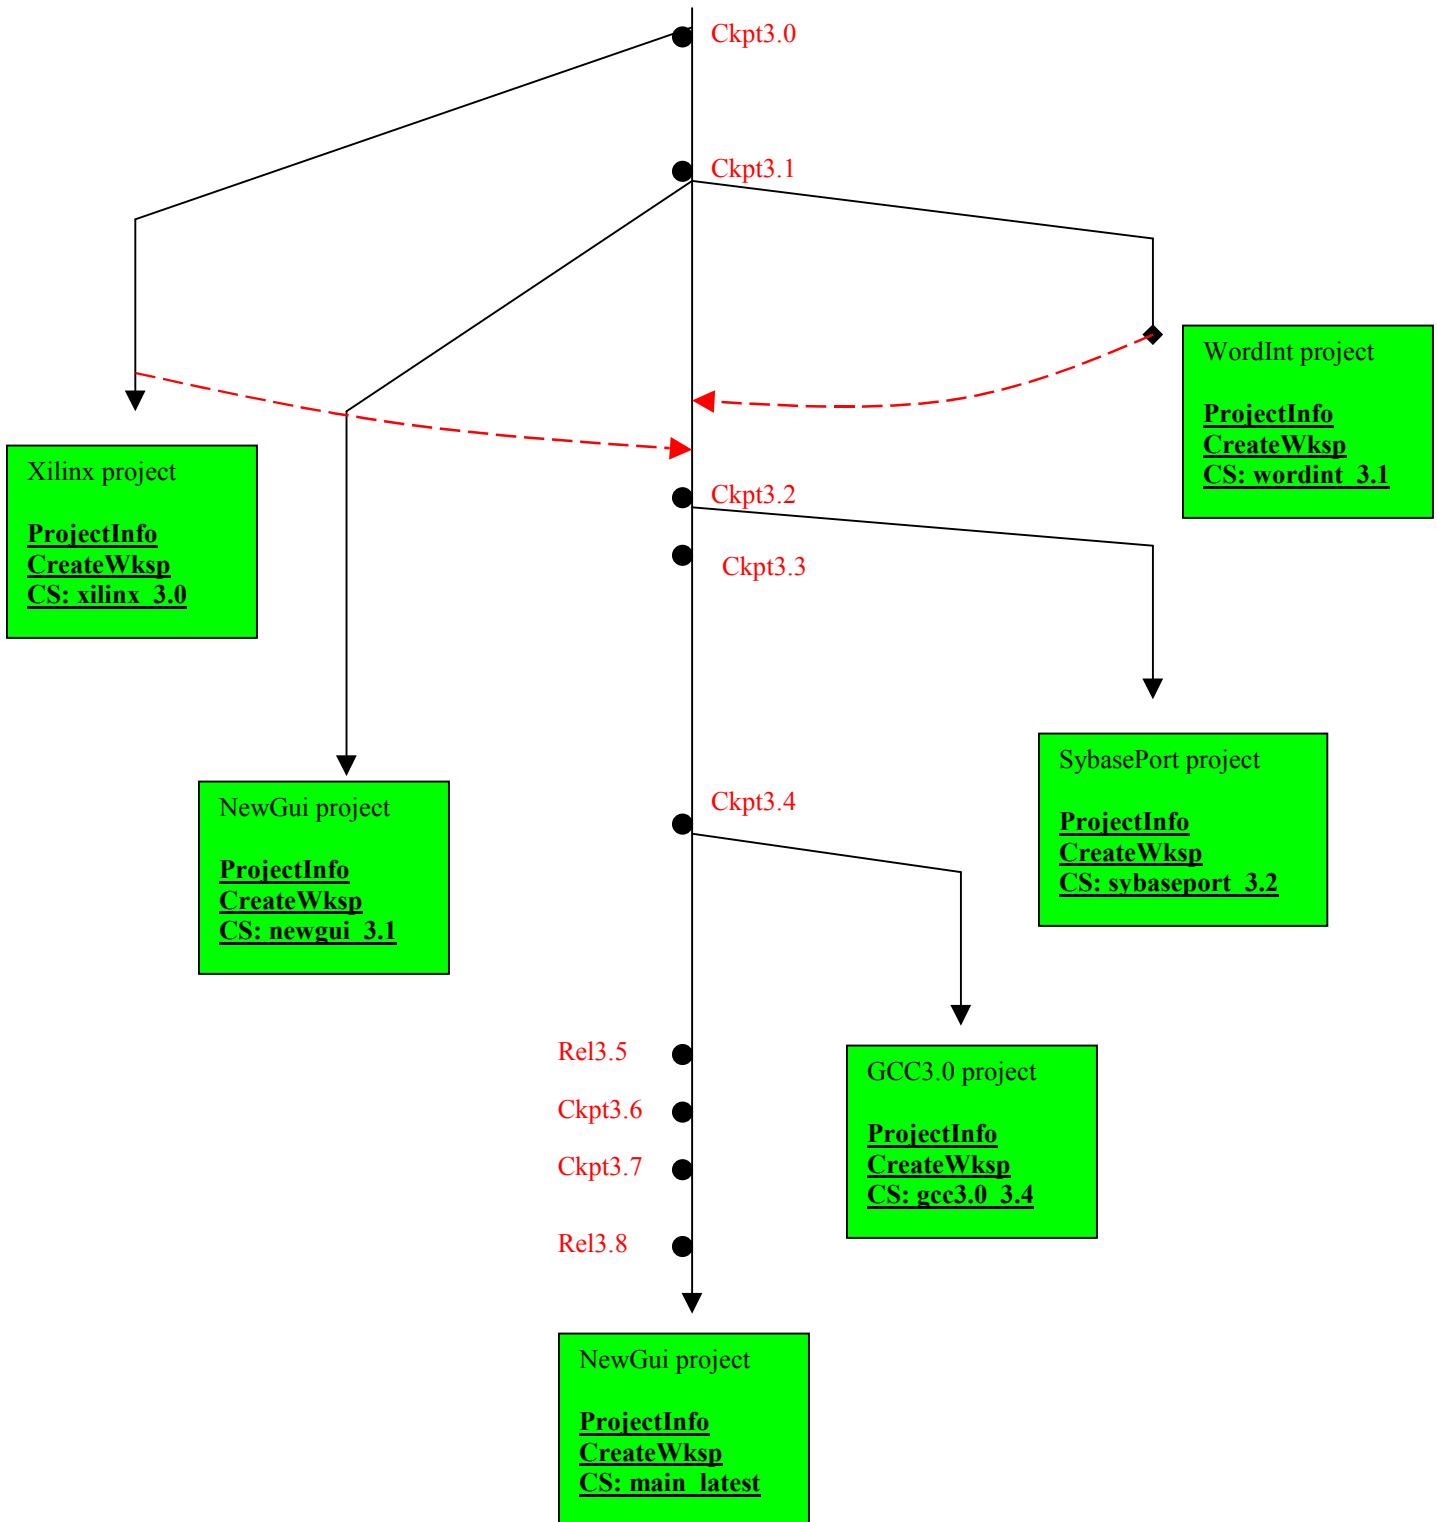 Ckpt3.0
Ckpt3.1
WordInt project
ProjectInfo
CreateWksp
CS: wordint_3.1
Xilinx project
ProjectInfo
CreateWksp
CS: xilinx_3.0
Ckpt3.2
Ckpt3.3
SybasePort project
ProjectInfo
CreateWksp
CS: sybaseport_3.2
NewGui project
ProjectInfo
CreateWksp
CS: newgui_3.1
Ckpt3.4
Rel3.5
Ckpt3.6
Ckpt3.7
Rel3.8
GCC3.0 project
ProjectInfo
CreateWksp
CS: gcc3.0_3.4
NewGui project
ProjectInfo
CreateWksp
CS: main_latest